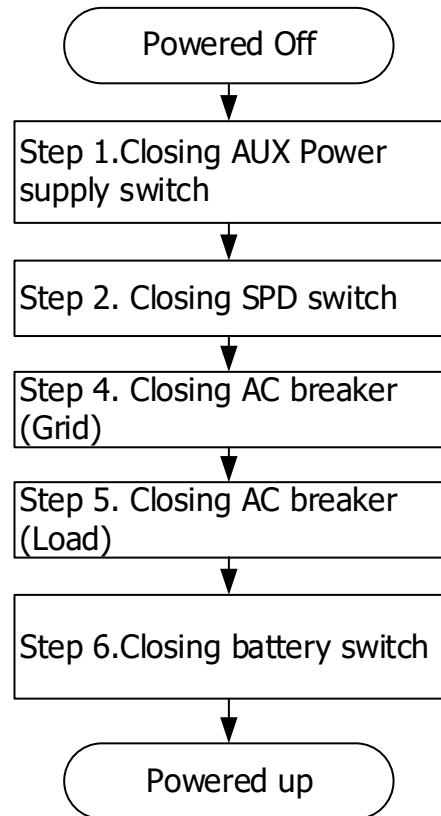 Powered Off
Step 1.Closing AUX Power
supply switch
Step 2. Closing SPD switch
Step 4. Closing AC breaker
(Grid)
Step 5. Closing AC breaker
(Load)
Step 6.Closing battery switch
Powered up